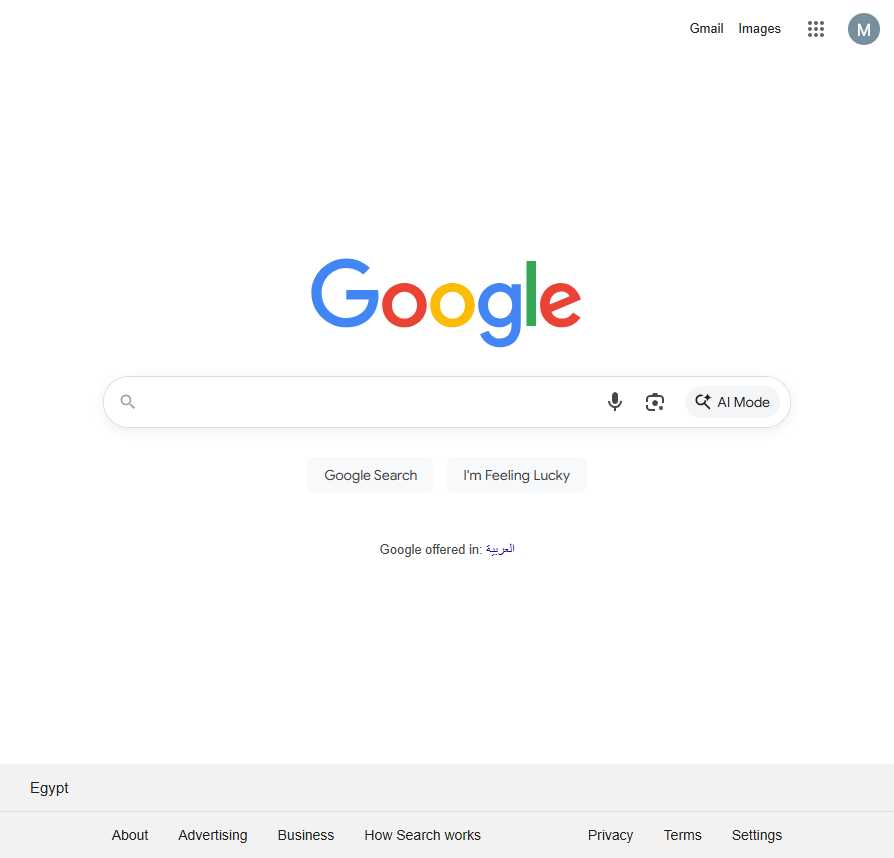 Gmail Images M
Google
AI Mode
Google Search I'm Feeling Lucky
Google offered in: العربية
Egypt
About Advertising Business How Search works Privacy Terms Settings